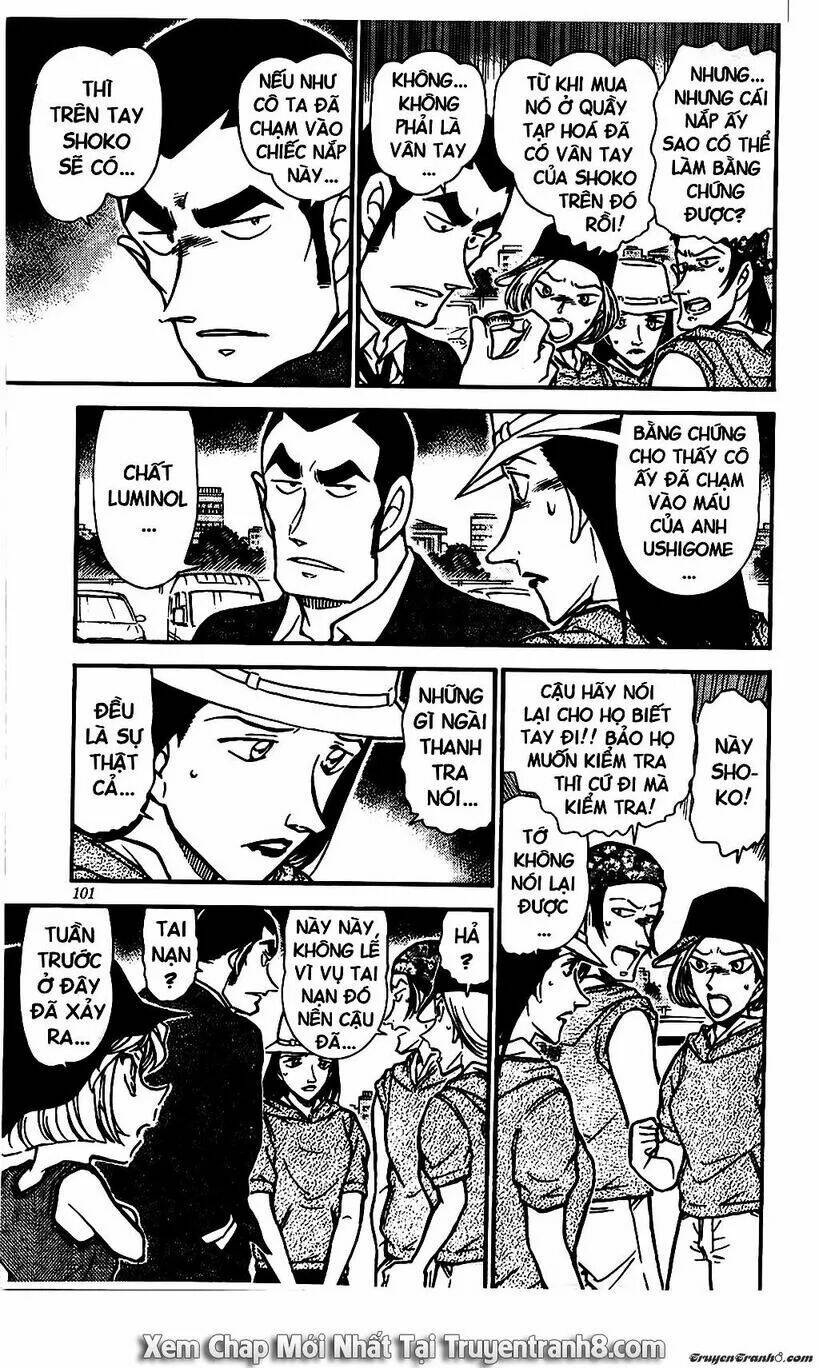 NHƯNG...
NHƯNG CÁI
NẮP ẤY
SAO CÓ THỂ
LÀM BẰNG
CHỨNG
ĐƯỢC?
TỪ KHI MUA
NÓ Ở QUẦY
TẠP HOÁ ĐÃ
CÓ VÂN TAY
CỦA SHOKO
TRÊN ĐÓ
RỒI!
KHÔNG...
KHÔNG
PHẢI LÀ
VÂN TAY
...
NẾU NHƯ
CÔ TA ĐÃ
CHẠM VÀO
CHIẾC NẮP
NÀY...
THÌ
TRÊN TAY
SHOKO
SẼ CÓ...
BẰNG CHỨNG
CHO THẤY CÔ
ẤY ĐÃ CHẠM
VÀO MÁU
CỦA ANH
USHIGOME
...
CHẤT
LUMINOL
...
NÀY
SHO-
KO!
CẬU HÃY NÓI
LẠI CHO HỌ BIẾT
TAY ĐI!! BẢO HỌ
MUỐN KIỂM TRA
THÌ CỨ ĐI MÀ
KIỂM TRA!
TỚ
KHÔNG
NÓI LẠI
ĐƯỢC
...
NHỮNG
GÌ NGÀI
THANH
TRA
NÓI...
ĐỀU
LÀ SỰ
THẬT
CẢ...
101
HẢ
?
NÀY NÀY,
KHÔNG LẼ
VÌ VỤ TAI
NẠN ĐÓ
NÊN CẬU
ĐÃ...
TAI
NẠN
?
TUẦN
TRƯỚC
Ở ĐÂY
ĐÃ XẢY
RA...
Xem Chap Mới Nhất Tại Truyentranh8.com
TruyenTranh8.com